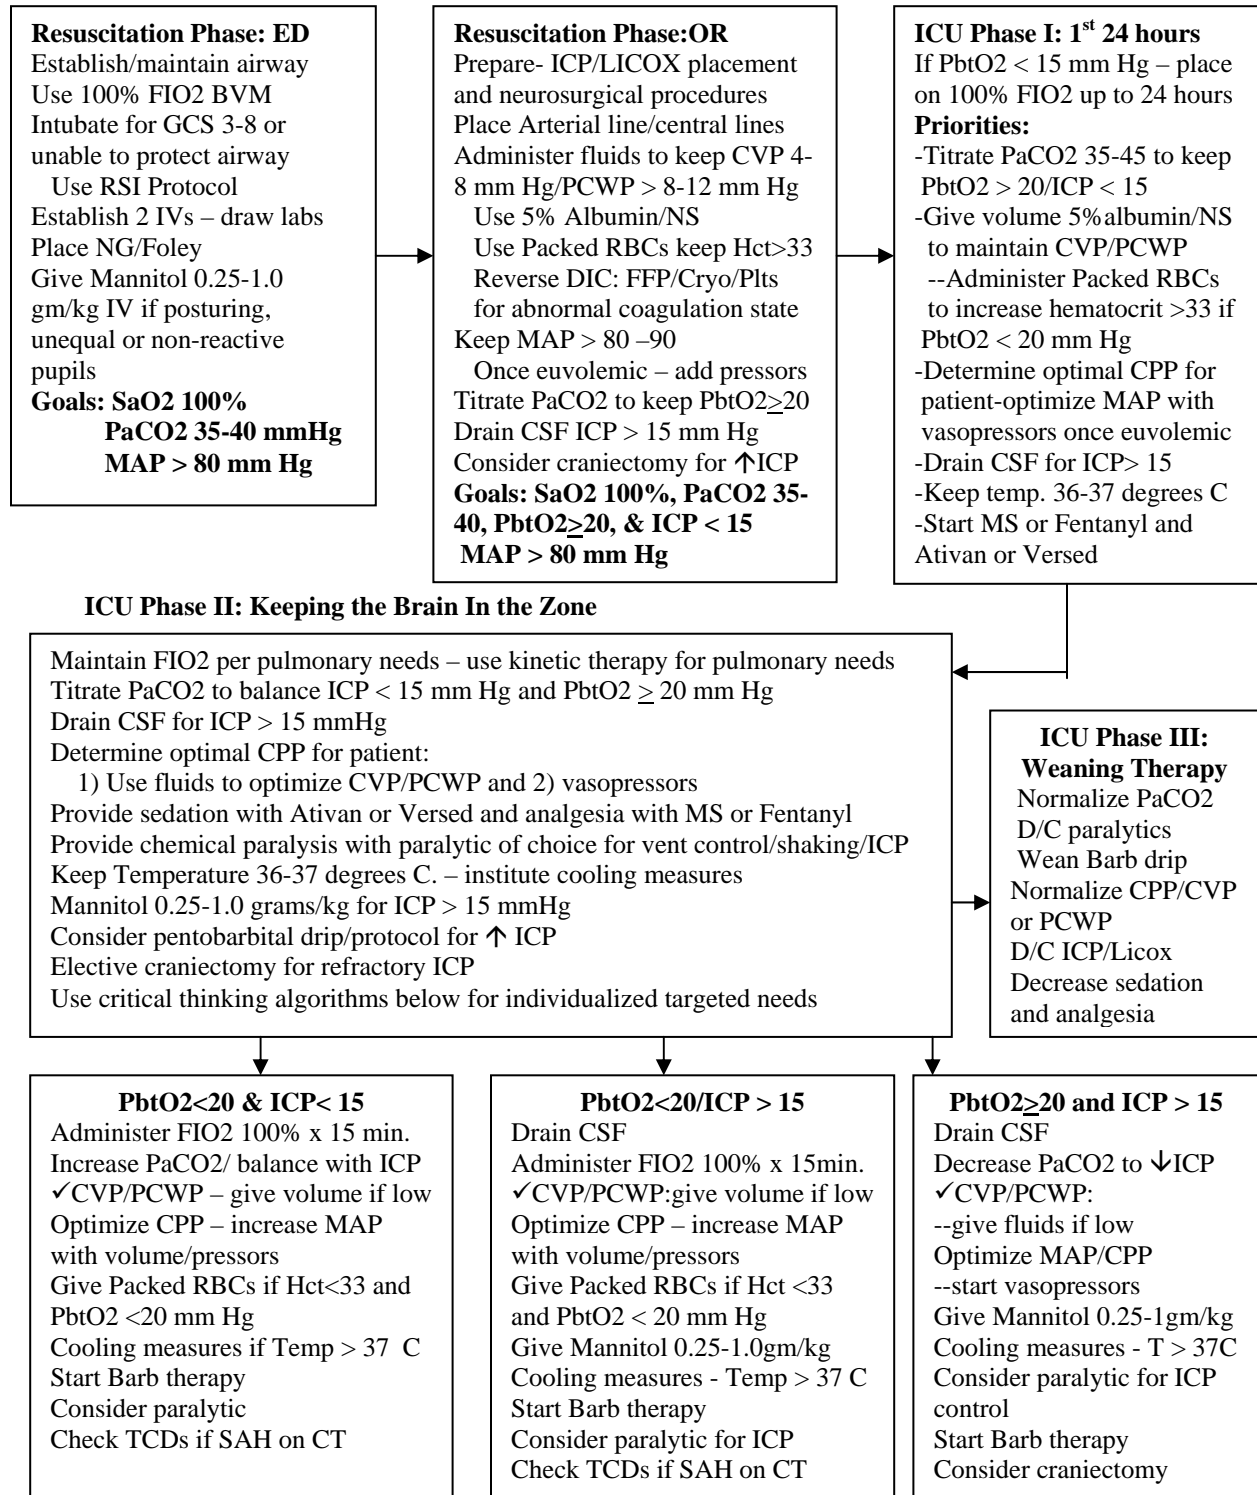 Resuscitation Phase: ED
Establish/maintain airway
Use 100% FIO2 BVM
Intubate for GCS 3-8 or
unable to protect airway
Use RSI Protocol
Establish 2 IVs – draw labs
Place NG/Foley
Give Mannitol 0.25-1.0
gm/kg IV if posturing,
unequal or non-reactive
pupils
Goals: SaO2 100%
PaCO2 35-40 mmHg
MAP > 80 mm Hg
Resuscitation Phase:OR
Prepare- ICP/LICOX placement
and neurosurgical procedures
Place Arterial line/central lines
Administer fluids to keep CVP 4-
8 mm Hg/PCWP > 8-12 mm Hg
Use 5% Albumin/NS
Use Packed RBCs keep Hct>33
Reverse DIC: FFP/Cryo/Plts
for abnormal coagulation state
Keep MAP > 80 –90
Once euvolemic – add pressors
Titrate PaCO2 to keep PbtO2≥20
Drain CSF ICP > 15 mm Hg
Consider craniectomy for ↑ICP
Goals: SaO2 100%, PaCO2 35-
40, PbtO2≥20, & ICP < 15
MAP > 80 mm Hg
ICU Phase I: 1st 24 hours
If PbtO2 < 15 mm Hg – place
on 100% FIO2 up to 24 hours
Priorities:
-Titrate PaCO2 35-45 to keep
PbtO2 > 20/ICP < 15
-Give volume 5%albumin/NS
to maintain CVP/PCWP
--Administer Packed RBCs
to increase hematocrit >33 if
PbtO2 < 20 mm Hg
-Determine optimal CPP for
patient-optimize MAP with
vasopressors once euvolemic
-Drain CSF for ICP> 15
-Keep temp. 36-37 degrees C
-Start MS or Fentanyl and
Ativan or Versed
ICU Phase II: Keeping the Brain In the Zone
Maintain FIO2 per pulmonary needs – use kinetic therapy for pulmonary needs
Titrate PaCO2 to balance ICP < 15 mm Hg and PbtO2 ≥ 20 mm Hg
Drain CSF for ICP > 15 mmHg
Determine optimal CPP for patient:
1) Use fluids to optimize CVP/PCWP and 2) vasopressors
Provide sedation with Ativan or Versed and analgesia with MS or Fentanyl
Provide chemical paralysis with paralytic of choice for vent control/shaking/ICP
Keep Temperature 36-37 degrees C. – institute cooling measures
Mannitol 0.25-1.0 grams/kg for ICP > 15 mmHg
Consider pentobarbital drip/protocol for ↑ ICP
Elective craniectomy for refractory ICP
Use critical thinking algorithms below for individualized targeted needs
ICU Phase III:
Weaning Therapy
Normalize PaCO2
D/C paralytics
Wean Barb drip
Normalize CPP/CVP
or PCWP
D/C ICP/Licox
Decrease sedation
and analgesia
PbtO2<20 & ICP< 15
Administer FIO2 100% x 15 min.
Increase PaCO2/ balance with ICP
✓CVP/PCWP – give volume if low
Optimize CPP – increase MAP
with volume/pressors
Give Packed RBCs if Hct<33 and
PbtO2 <20 mm Hg
Cooling measures if Temp > 37 C
Start Barb therapy
Consider paralytic
Check TCDs if SAH on CT
PbtO2<20/ICP > 15
Drain CSF
Administer FIO2 100% x 15min.
✓CVP/PCWP:give volume if low
Optimize CPP – increase MAP
with volume/pressors
Give Packed RBCs if Hct <33
and PbtO2 < 20 mm Hg
Give Mannitol 0.25-1.0gm/kg
Cooling measures - Temp > 37 C
Start Barb therapy
Consider paralytic for ICP
Check TCDs if SAH on CT
PbtO2≥20 and ICP > 15
Drain CSF
Decrease PaCO2 to ↓ICP
✓CVP/PCWP:
--give fluids if low
Optimize MAP/CPP
--start vasopressors
Give Mannitol 0.25-1gm/kg
Cooling measures - T > 37C
Consider paralytic for ICP
control
Start Barb therapy
Consider craniectomy